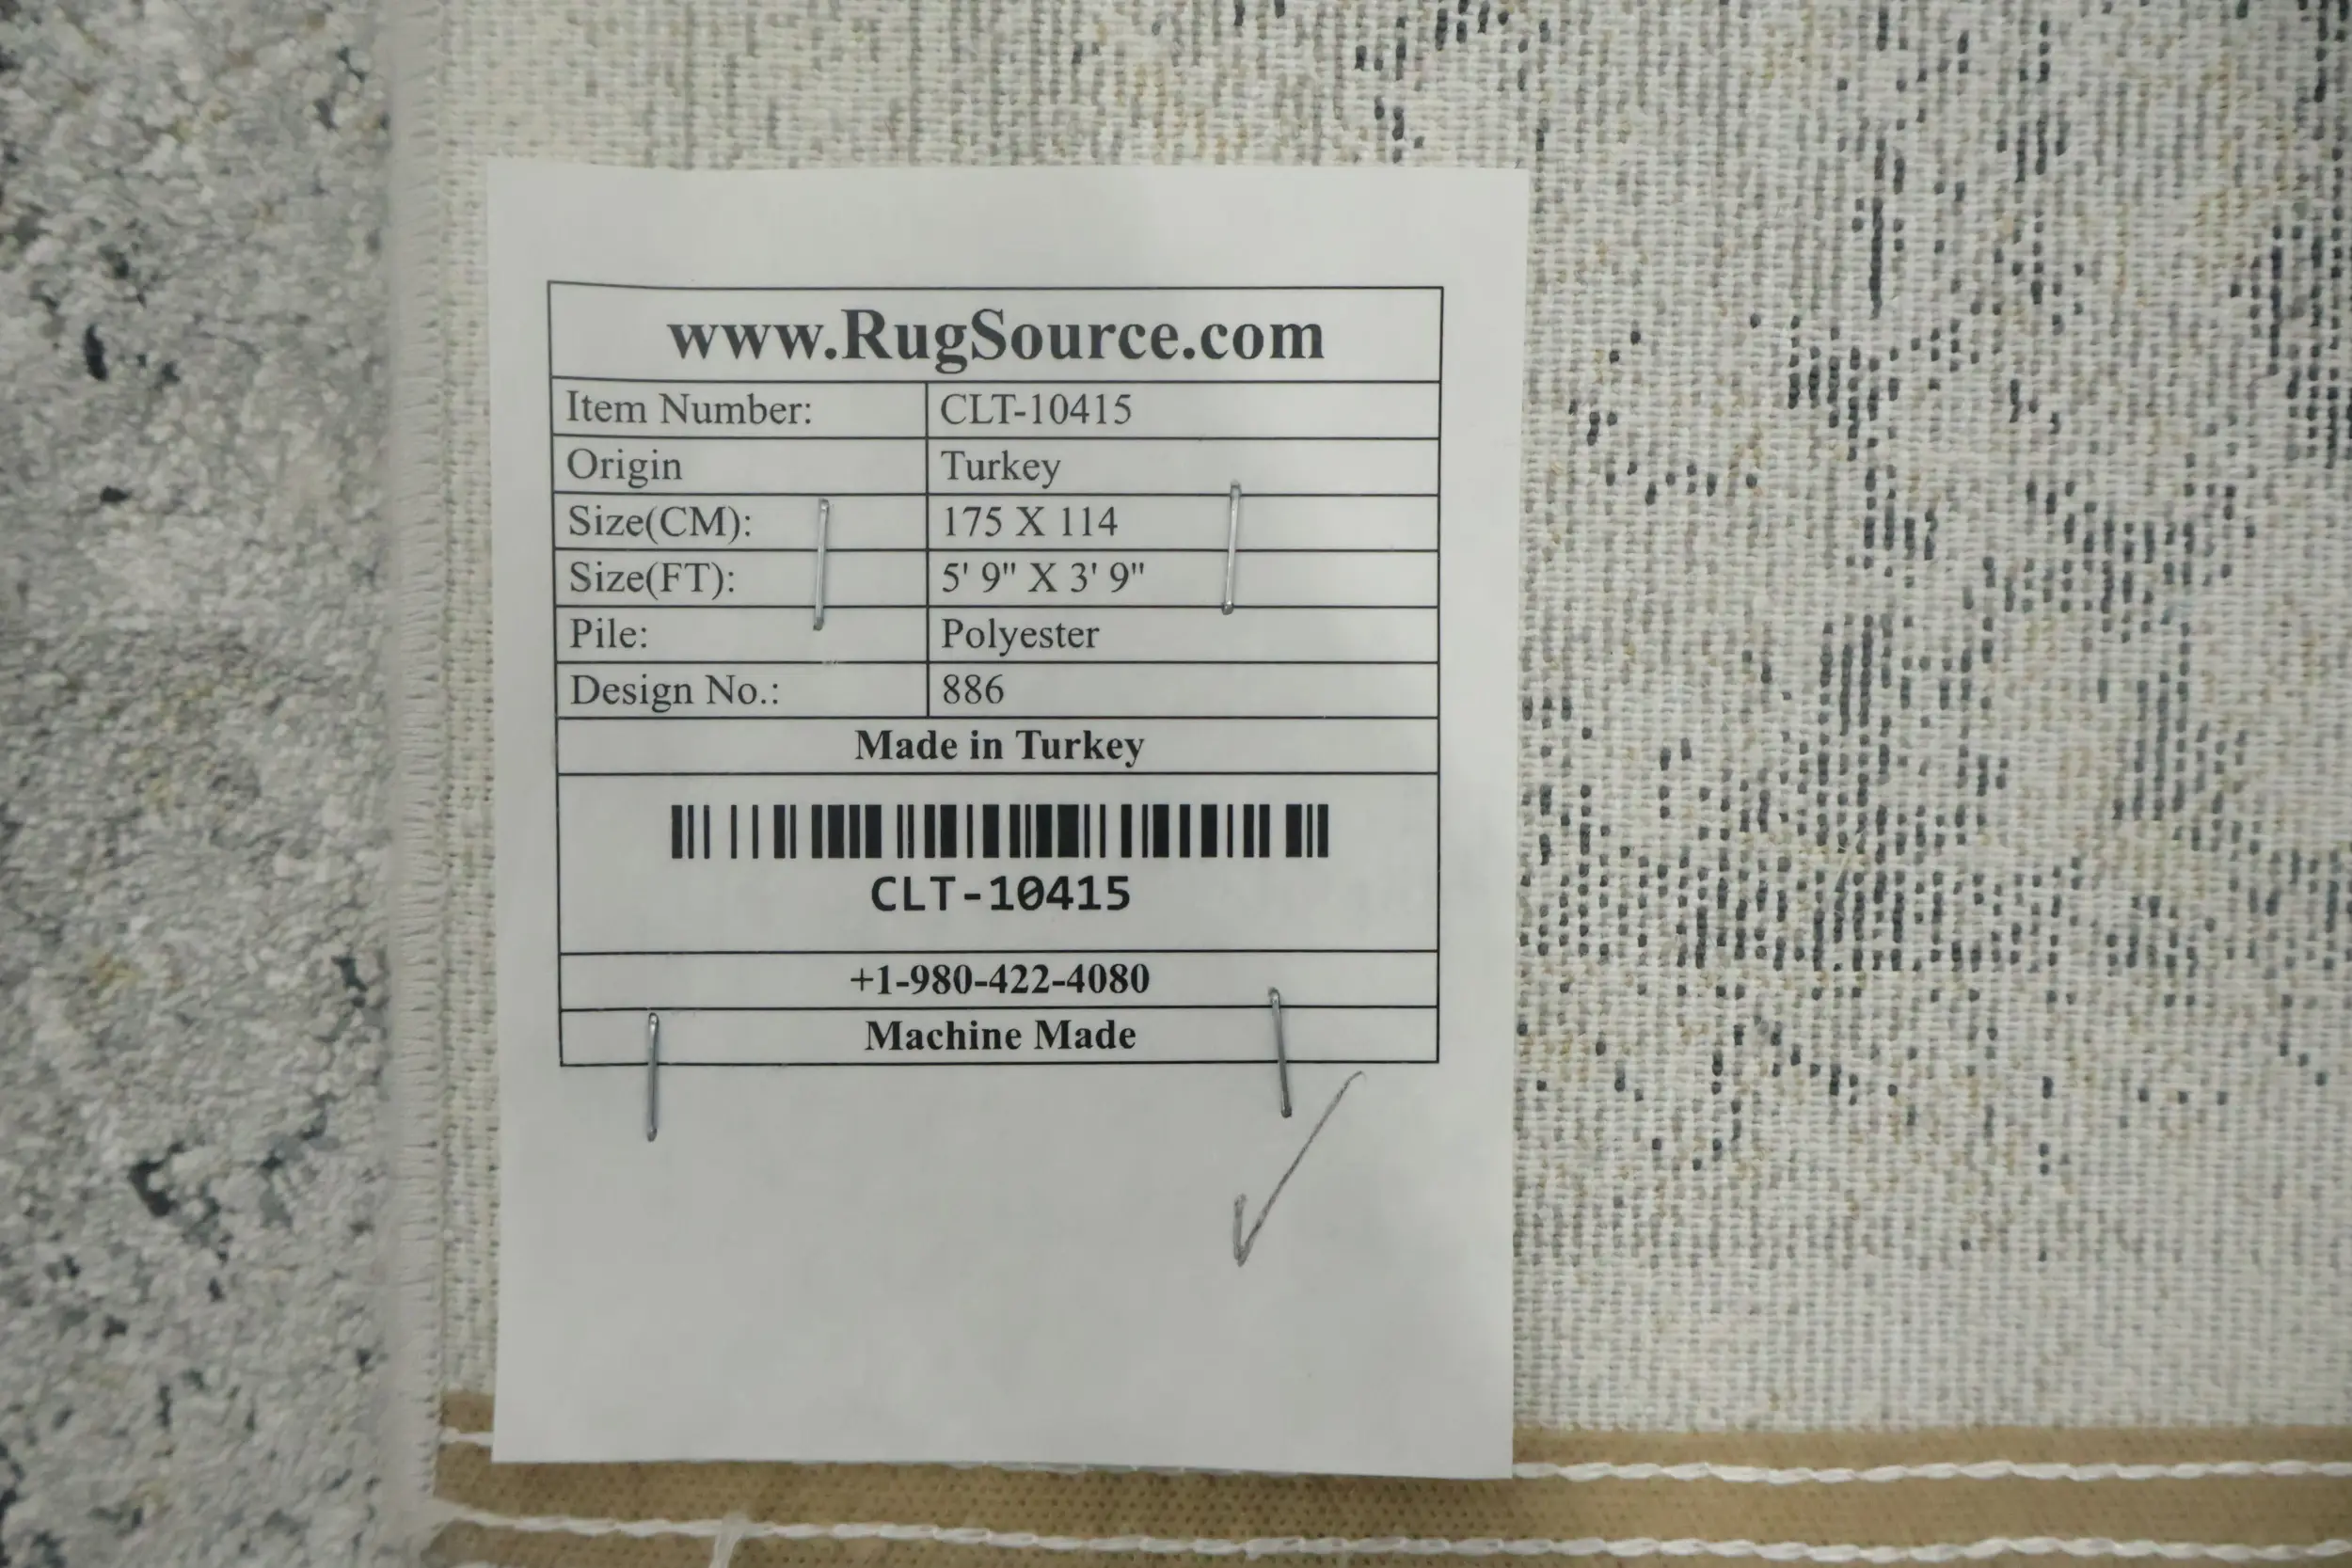 www.RugSource.com
Item Number: CLT-10415
Origin Turkey
Size(CM): 175 X 114
Size(FT): 5' 9" X 3' 9"
Pile: Polyester
Design No.: 886
Made in Turkey
CLT-10415
+1-980-422-4080
Machine Made